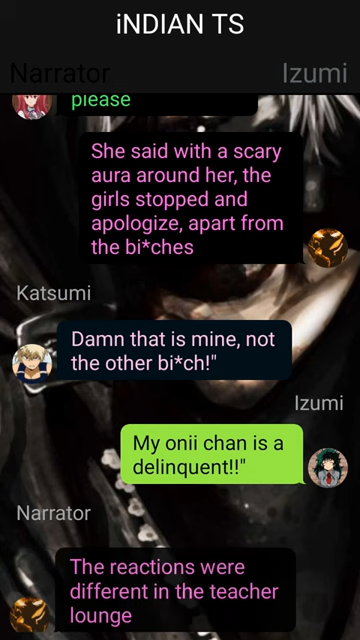 iNDIAN TS
Narrator
Izumi
please
She said with a scary
aura around her, the
girls stopped and
apologize, apart from
the bi*ches
Katsumi
Damn that is mine, not
the other bi*ch!"
Izumi
My onii chan is a
delinquent!!"
Narrator
The reactions were
different in the teacher
lounge